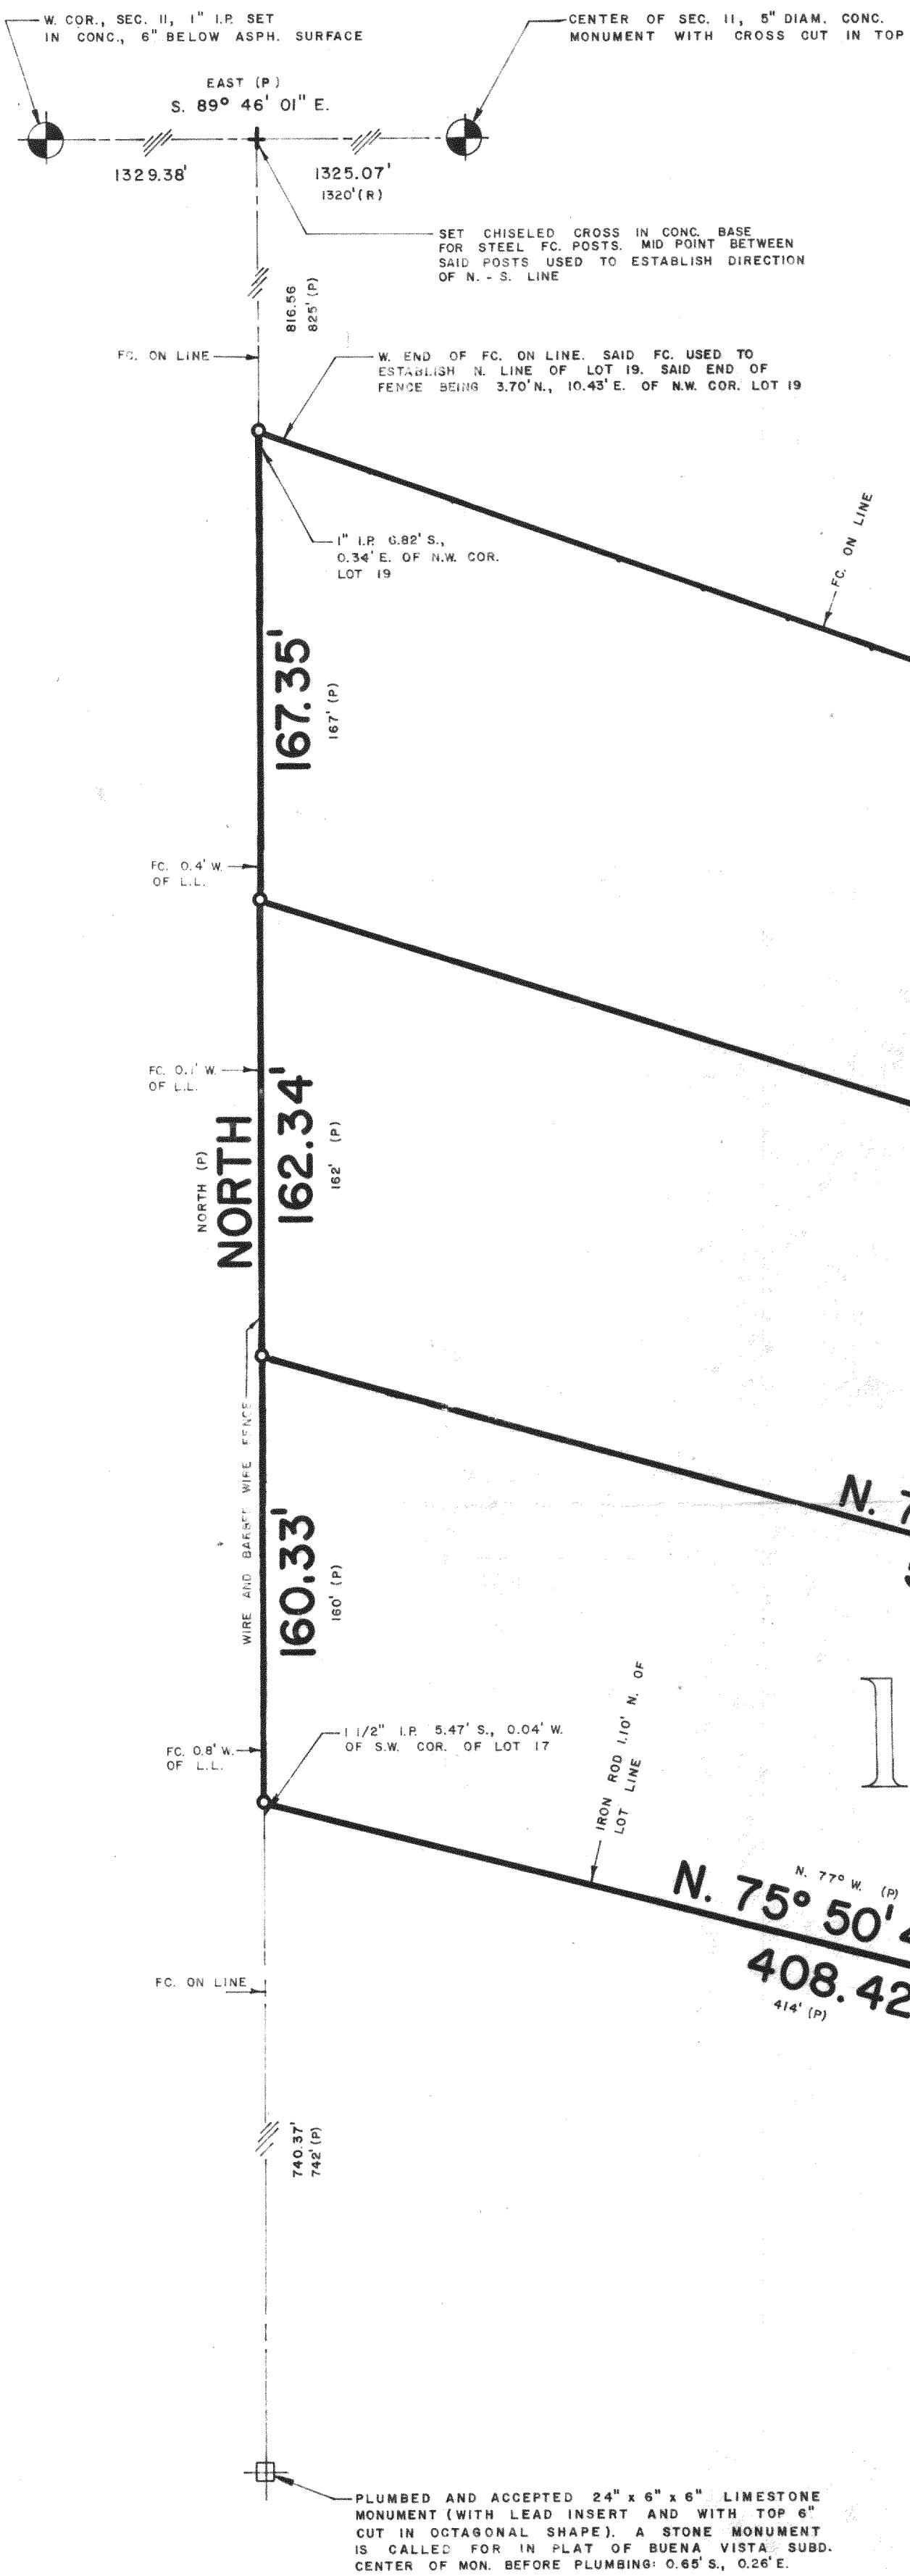 W. COR., SEC. 11, 1" I.P. SET
IN CONC., 6" BELOW ASPH. SURFACE
CENTER OF SEC. 11, 5" DIAM. CONC.
MONUMENT WITH CROSS CUT IN TOP
EAST (P)
S. 89° 46' 01" E.
1329.38'
1325.07'
1320'(R)
SET CHISELED CROSS IN CONC. BASE
FOR STEEL FC. POSTS. MID POINT BETWEEN
SAID POSTS USED TO ESTABLISH DIRECTION
OF N. - S. LINE
816.56
825'(P)
FC. ON LINE
W. END OF FC. ON LINE. SAID FC. USED TO
ESTABLISH N. LINE OF LOT 19. SAID END OF
FENCE BEING 3.70'N., 10.43'E. OF N.W. COR. LOT 19
FC. ON LINE
1" I.P. 6.82' S.,
0.34' E. OF N.W. COR.
LOT 19
167.35'
167' (P)
FC. 0.4' W.
OF L.L.
FC. 0.1' W.
OF L.L.
NORTH (P)
NORTH
162.34'
162' (P)
WIRE AND BARBED WIRE FENCE
160.33'
160' (P)
N. 7
1
FC. 0.8' W.
OF L.L.
1 1/2" I.P. 5.47' S., 0.04' W.
OF S.W. COR. OF LOT 17
IRON ROD 1.10' N. OF
LOT LINE
N. 77° W. (P)
N. 75° 50'
408.42
414' (P)
FC. ON LINE
740.37'
742'(P)
PLUMBED AND ACCEPTED 24" x 6" x 6" LIMESTONE
MONUMENT (WITH LEAD INSERT AND WITH TOP 6"
CUT IN OCTAGONAL SHAPE). A STONE MONUMENT
IS CALLED FOR IN PLAT OF BUENA VISTA SUBD.
CENTER OF MON. BEFORE PLUMBING: 0.65' S., 0.26' E.